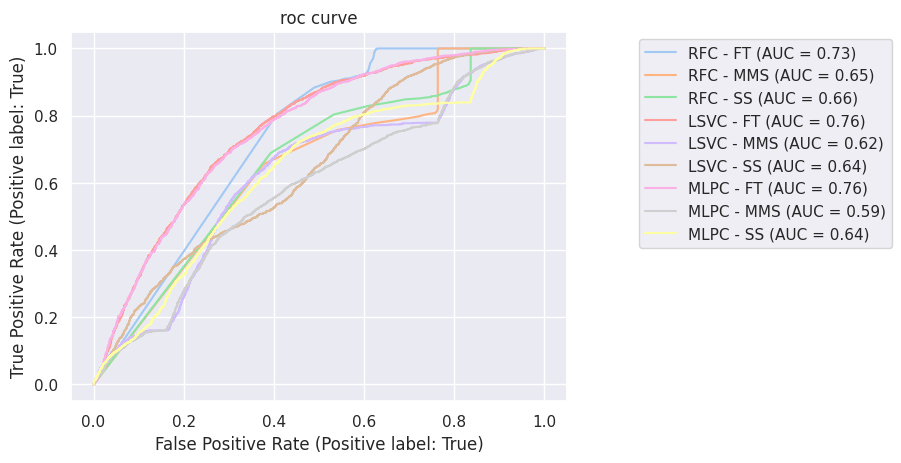 roc curve
True Positive Rate (Positive label: True)
1.0
0.8
0.6
0.4
0.2
0.0
0.0 0.2 0.4 0.6 0.8 1.0
False Positive Rate (Positive label: True)
RFC - FT (AUC = 0.73)
RFC - MMS (AUC = 0.65)
RFC - SS (AUC = 0.66)
LSVC - FT (AUC = 0.76)
LSVC - MMS (AUC = 0.62)
LSVC - SS (AUC = 0.64)
MLPC - FT (AUC = 0.76)
MLPC - MMS (AUC = 0.59)
MLPC - SS (AUC = 0.64)